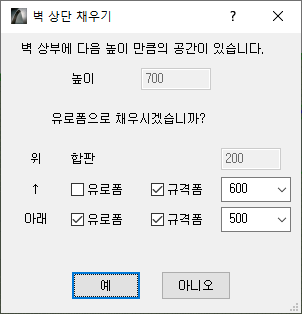 벽 상단 채우기
벽 상부에 다음 높이 만큼의 공간이 있습니다.
높이 700
유로폼으로 채우시겠습니까?
위 합판 200
↑ 유로폼 규격폼 600
아래 유로폼 규격폼 500
예 아니오